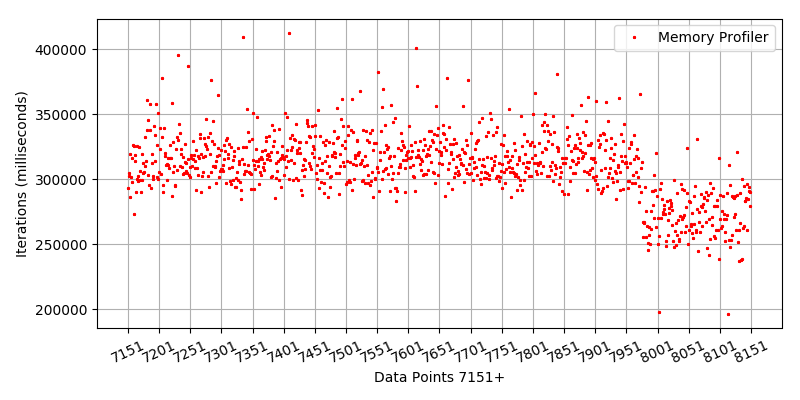 Memory Profiler
400000
350000
300000
250000
200000
Iterations (milliseconds)
7151 7201 7251 7301 7351 7401 7451 7501 7551 7601 7651 7701 7751 7801 7851 7901 7951 8001 8051 8101 8151
Data Points 7151+